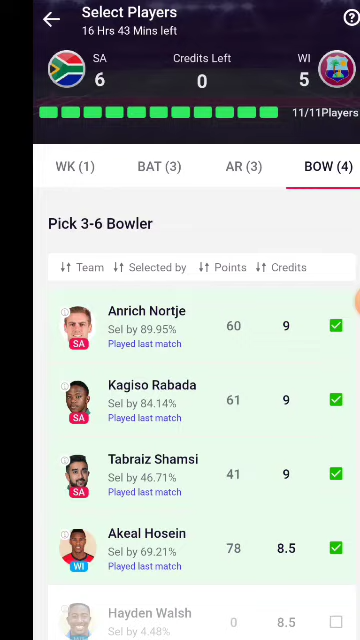 Select Players
16 Hrs 43 Mins left
?
SA
Credits Left
WI
6
0
5
11/11Players
WK (1)
BAT (3)
AR (3)
BOW (4)
Pick 3-6 Bowler
Team
Selected by
Points
Credits
Anrich Nortje
Sel by 89.95%
Played last match
60
9
SA
Kagiso Rabada
Sel by 84.14%
Played last match
61
9
SA
Tabraiz Shamsi
Sel by 46.71%
Played last match
41
9
SA
Akeal Hosein
Sel by 69.21%
Played last match
78
8.5
WI
Hayden Walsh
Sel by 4.48%
0
8.5